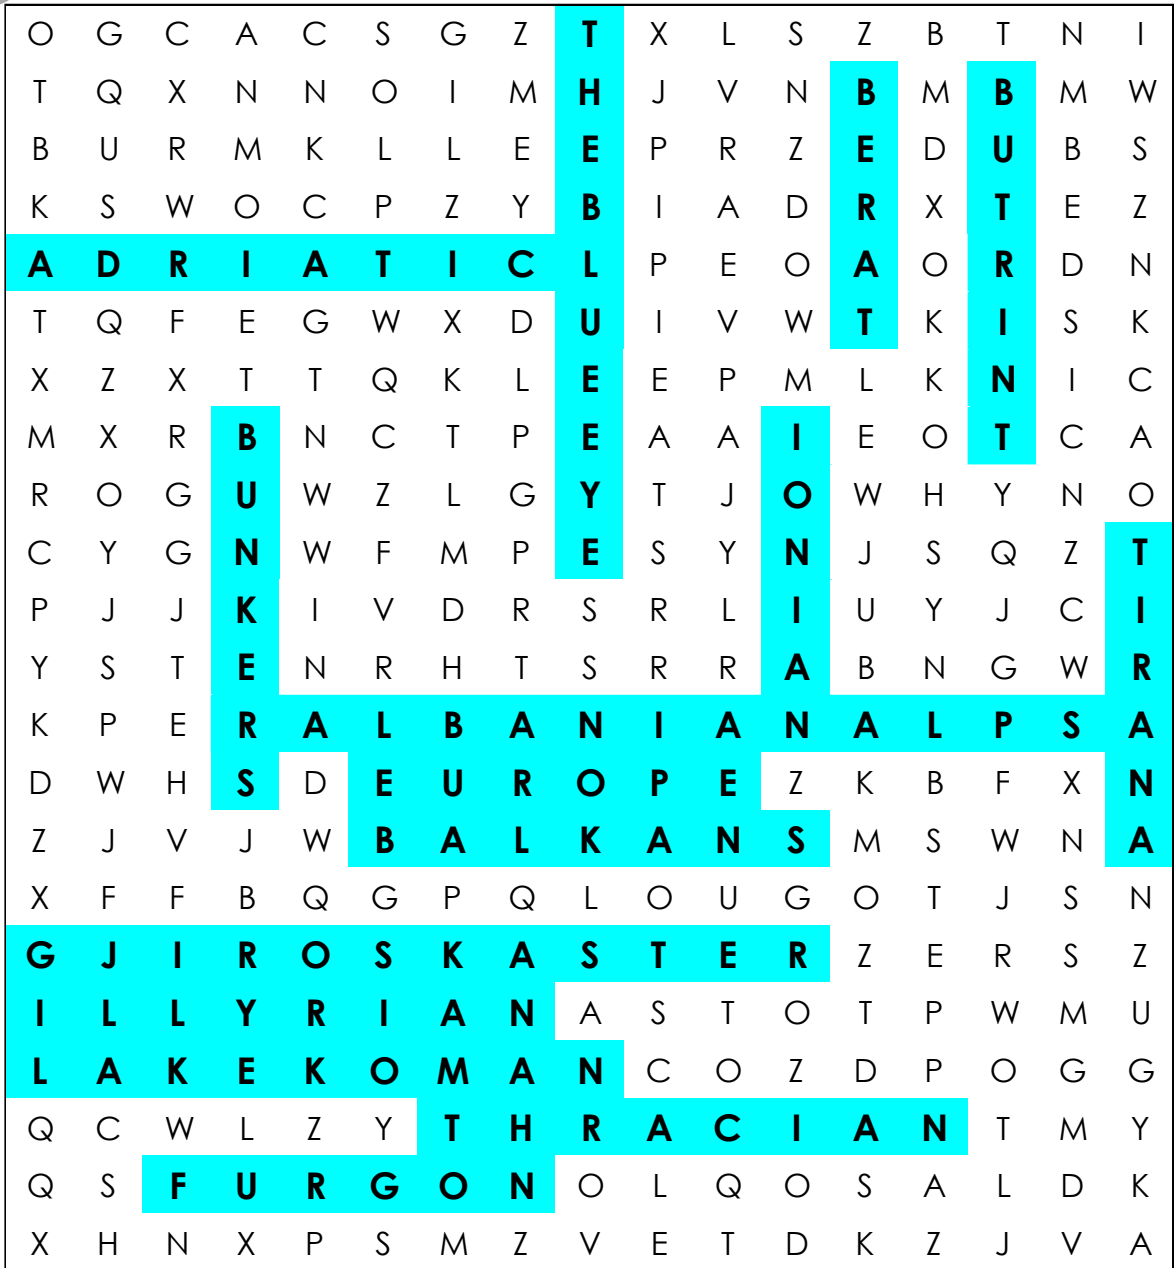 O G C A C S G Z T X L S Z B T N I
T Q X N N O I M H J V N B M B M W
B U R M K L L E E P R Z E D U B S
K S W O C P Z Y B I A D R X T E Z
A D R I A T I C L P E O A O R D N
T Q F E G W X D U I V W T K I S K
X Z X T T Q K L E E P M L K N I C
M X R B N C T P E A A I E O T C A
R O G U W Z L G Y T J O W H Y N O
C Y G N W F M P E S Y N J S Q Z T
P J J K I V D R S R L I U Y J C I
Y S T E N R H T S R R A B N G W R
K P E R A L B A N I A N A L P S A
D W H S D E U R O P E Z K B F X N
Z J V J W B A L K A N S M S W N A
X F F B Q G P Q L O U G O T J S N
G J I R O S K A S T E R Z E R S Z
I L L Y R I A N A S T O T P W M U
L A K E K O M A N C O Z D P O G G
Q C W L Z Y T H R A C I A N T M Y
Q S F U R G O N O L Q O S A L D K
X H N X P S M Z V E T D K Z J V A